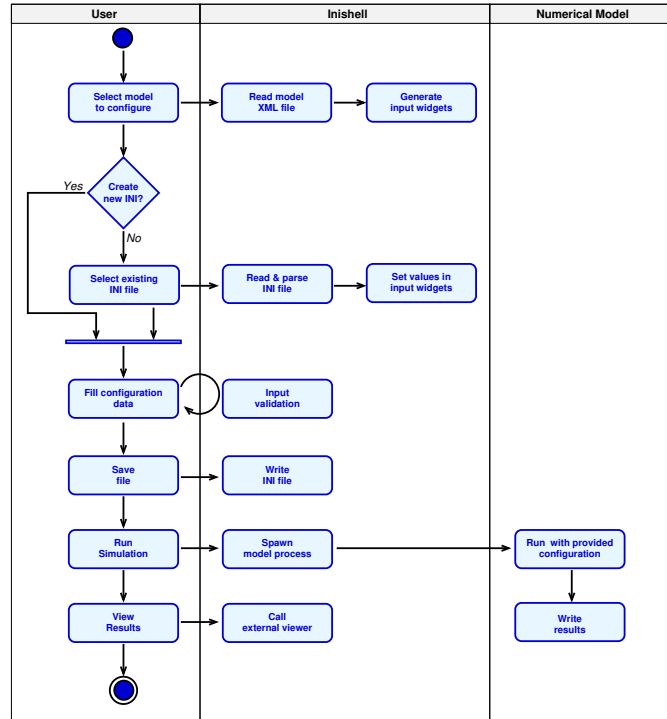 User
Inishell
Numerical Model
Select model
to configure
Read model
XML file
Generate
input widgets
Create
new INI?
Yes
No
Select existing
INI file
Read & parse
INI file
Set values in
input widgets
Fill configuration
data
Input
validation
Save
file
Write
INI file
Run
Simulation
Spawn
model process
Run with provided
configuration
View
Results
Call
external viewer
Write
results